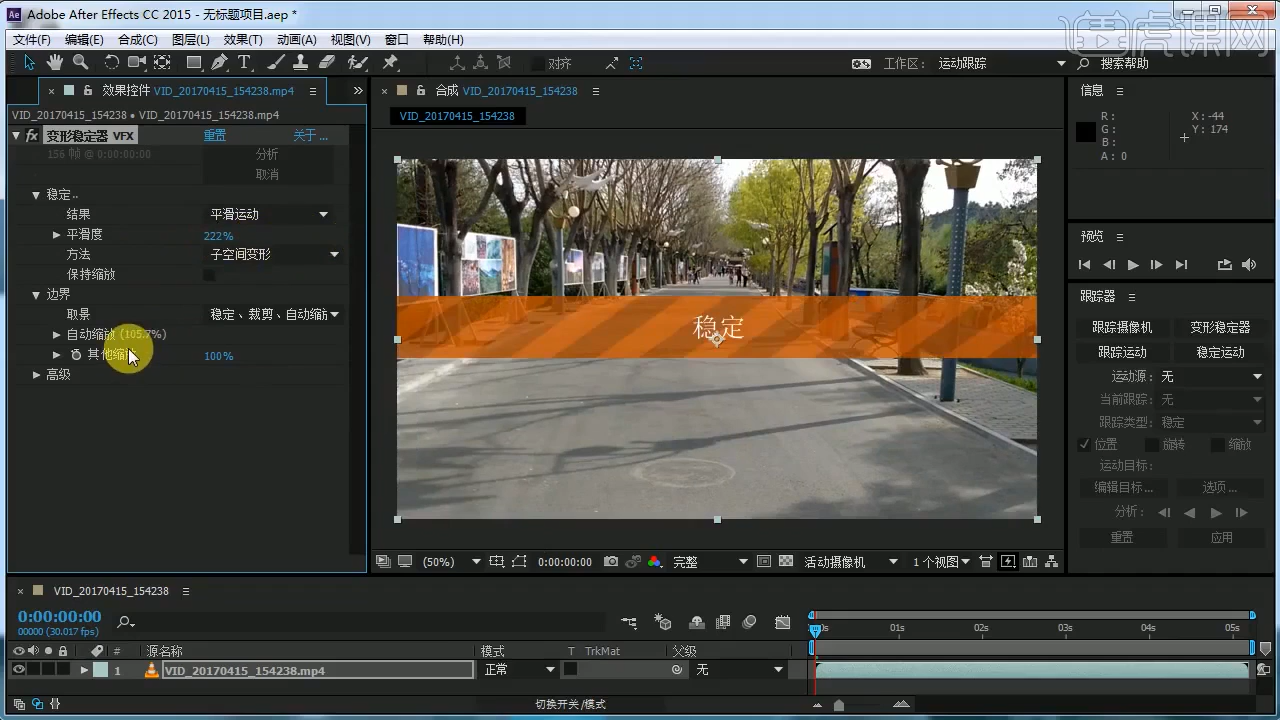 Adobe After Effects CC 2015 - 无标题项目.aep *
虎课网
文件(F) 编辑(E) 合成(C) 图层(L) 效果(T) 动画(A) 视图(V) 窗口 帮助(H)
对齐 工作区: 运动跟踪 搜索帮助
效果控件 VID_20170415_154238.mp4
合成 VID_20170415_154238
信息
VID_20170415_154238 • VID_20170415_154238.mp4
VID_20170415_154238
R: X: -44
G: Y: 174
B:
A: 0
fx 变形稳定器 VFX 重置 关于...
156 帧 @ 0:00:00:00 分析
取消
稳定..
结果 平滑运动
平滑度 222%
方法 子空间变形
保持缩放
边界
取景 稳定、裁剪、自动缩
自动缩放 (105.7%)
100%
高级
稳定
预览
跟踪器
跟踪摄像机 变形稳定器
跟踪运动 稳定运动
运动源: 无
当前跟踪: 无
跟踪类型: 稳定
位置 旋转 缩放
运动目标:
编辑目标... 选项...
分析:
重置 应用
(50%) 0:00:00:00 完整 活动摄像机 1个视图
VID_20170415_154238
0:00:00:00
00000 (30.017 fps)
01s 02s 03s 04s 05s
# 源名称 模式 T TrkMat 父级
1 VID_20170415_154238.mp4 正常 无
切换开关/模式